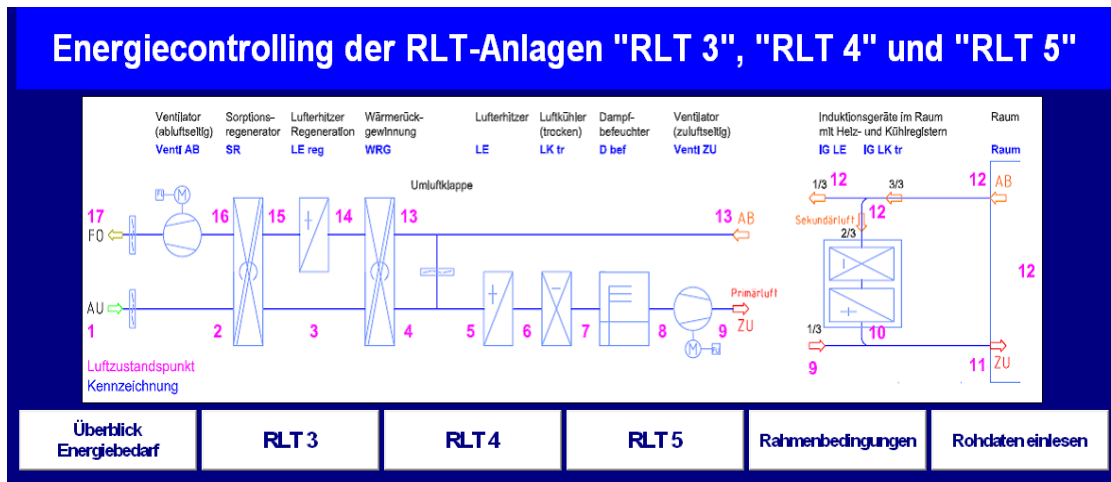 Energiecontrolling der RLT-Anlagen "RLT 3", "RLT 4" und "RLT 5"
Ventilator Sorptions- Lufterhitzer Wärmerück- Lufterhitzer Luftkühler Dampf- Ventilator Induktionsgeräte im Raum Raum
(abluftseitig) regenerator Regeneration gewinnung (trocken) befeuchter (zuluftseitig) mit Heiz- und Kühlregistern
Venti AB SR LE reg WRG LE LK tr D bef Venti ZU IG LE IG LK tr Raum
Umluftklappe
1/3 12 3/3 12 AB
M
17 16 15 14 13 13 AB Sekundärluft 12
FO 2/3
12
Primärluft
AU 1/3 10
1 2 3 4 5 6 7 8 9 ZU 9 11 ZU
M
Luftzustandspunkt
Kennzeichnung
Überblick
Energiebedarf
RLT 3
RLT 4
RLT 5
Rahmenbedingungen
Rohdaten einlesen